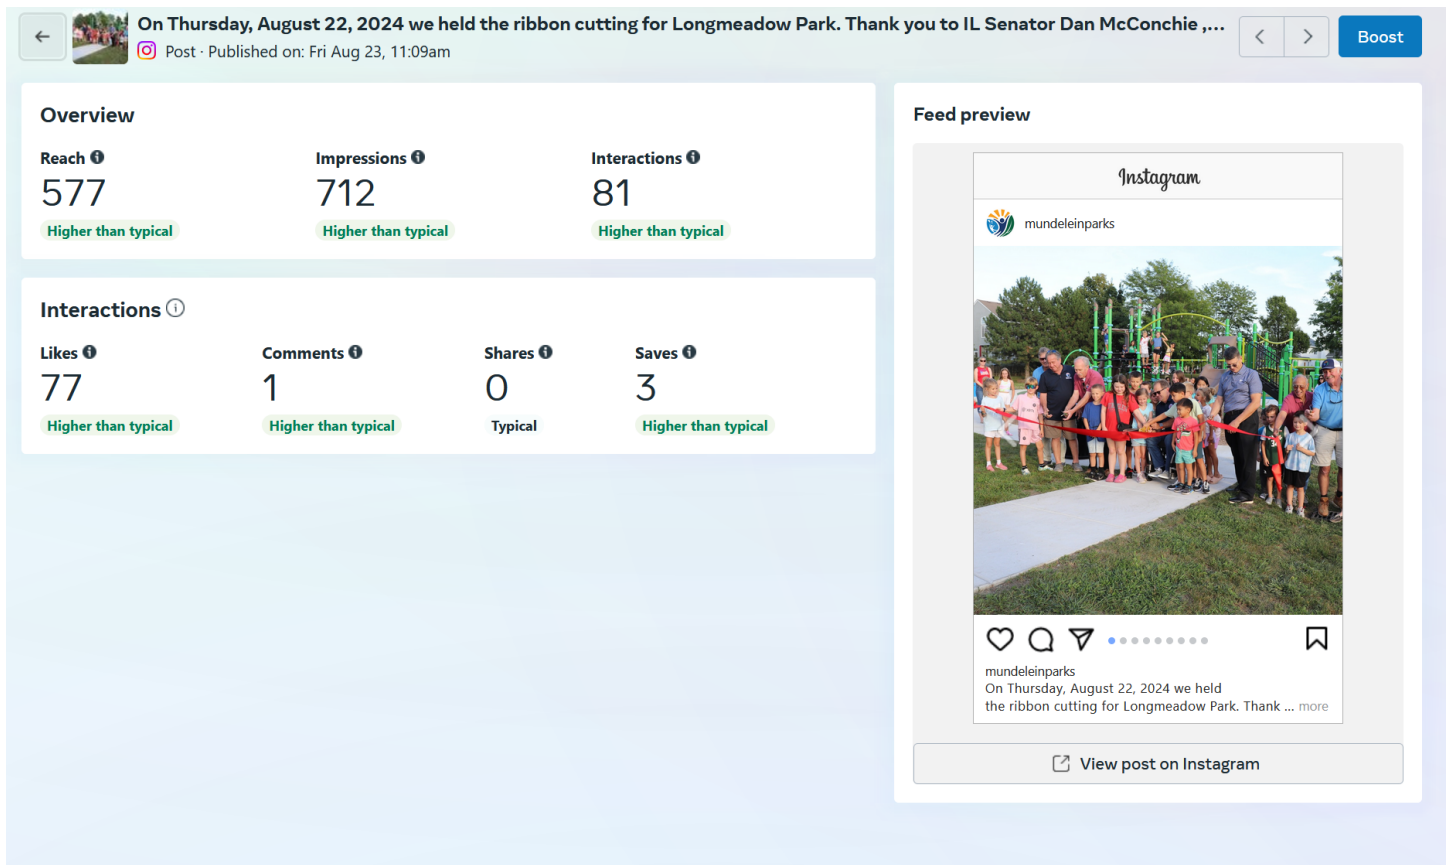 On Thursday, August 22, 2024 we held the ribbon cutting for Longmeadow Park. Thank you to IL Senator Dan McConchie ,...
Post · Published on: Fri Aug 23, 11:09am
Boost
Overview
Reach
Impressions
Interactions
577
712
81
Higher than typical
Higher than typical
Higher than typical
Interactions
Likes
Comments
Shares
Saves
77
1
0
3
Higher than typical
Higher than typical
Typical
Higher than typical
Feed preview
Instagram
mundeleinparks
mundeleinparks
On Thursday, August 22, 2024 we held
the ribbon cutting for Longmeadow Park. Thank ... more
View post on Instagram